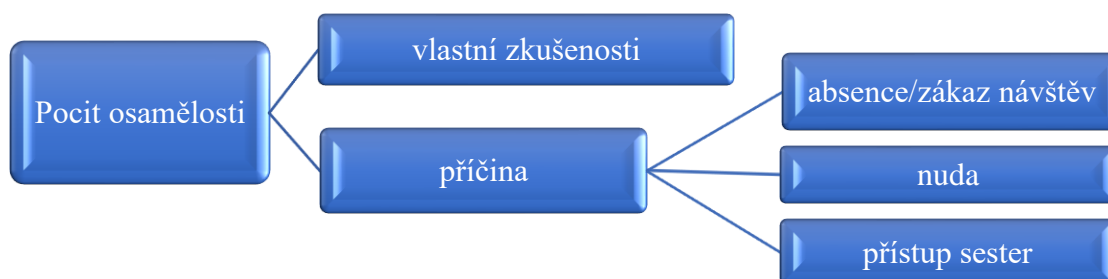 Pocit osamělosti
vlastní zkušenosti
příčina
absence/zákaz návštěv
nuda
přístup sester